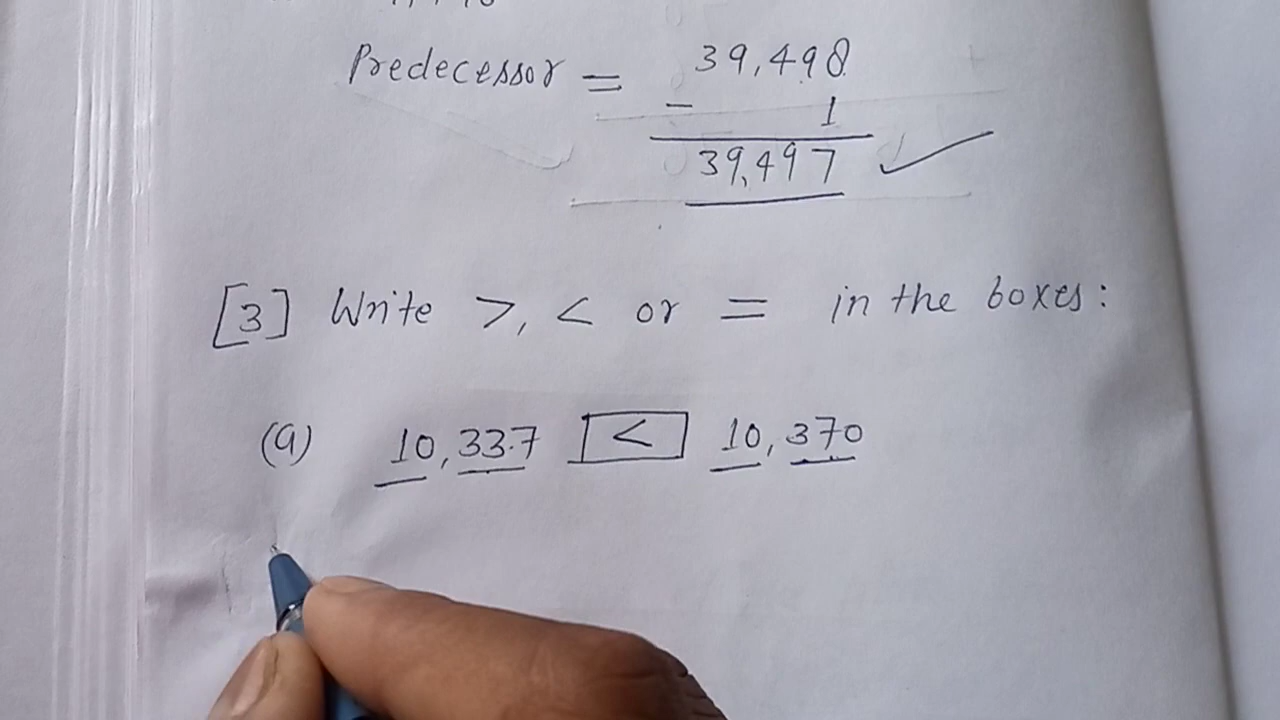 Predecessor = 39,498
- 1
39,497 ✓
[3] Write >, < or = in the boxes:
(a) 10,337 < 10,370